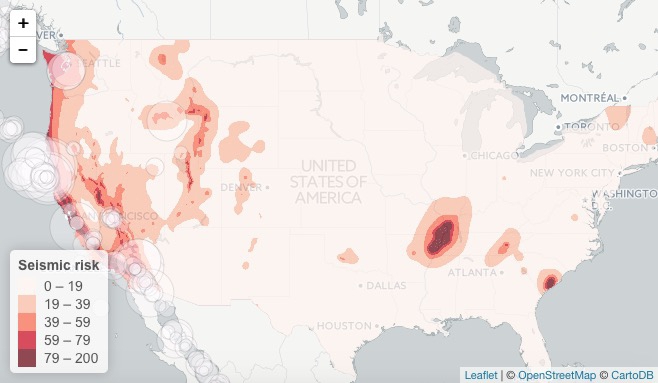 +
−
VER
SEATTLE
MONTRÉAL
TORONTO
BOSTON
CHICAGO
NEW YORK CITY
UNITED
STATES OF
AMERICA
DENVER
WASHINGTON
SAN FRANCISCO
ATLANTA
DALLAS
HOUSTON
Seismic risk
0 – 19
19 – 39
39 – 59
59 – 79
79 – 200
Leaflet | © OpenStreetMap © CartoDB